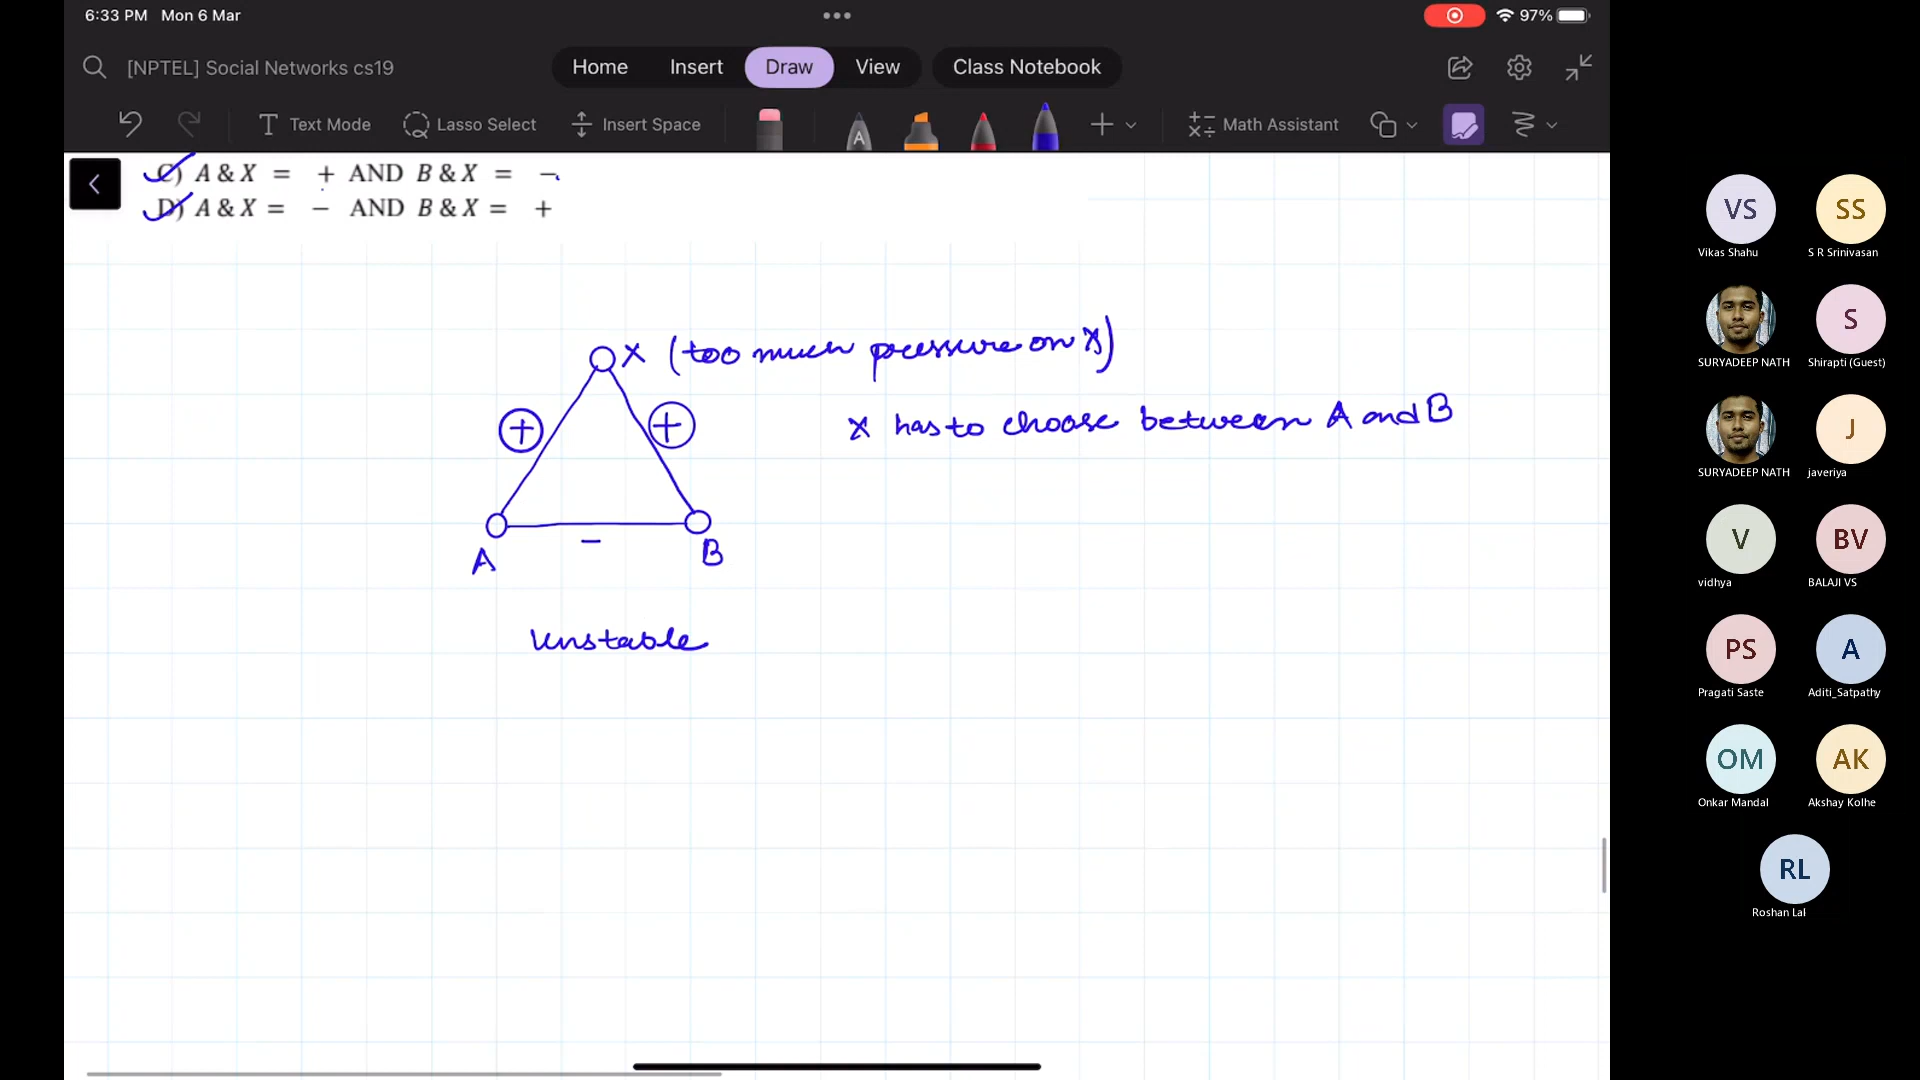 6:33 PM Mon 6 Mar
97%
[NPTEL] Social Networks cs19
Home Insert Draw View Class Notebook
Text Mode Lasso Select Insert Space A Math Assistant
C) A & X = + AND B & X = -
D) A & X = - AND B & X = +
X (too much pressure on X)
+ +
X has to choose between A and B
-
A B
Unstable
VS SS
Vikas Shahu S R Srinivasan
S
SURYADEEP NATH Shirapti (Guest)
J
SURYADEEP NATH javeriya
V BV
vidhya BALAJI VS
PS A
Pragati Saste Aditi_Satpathy
OM AK
Onkar Mandal Akshay Kolhe
RL
Roshan Lal